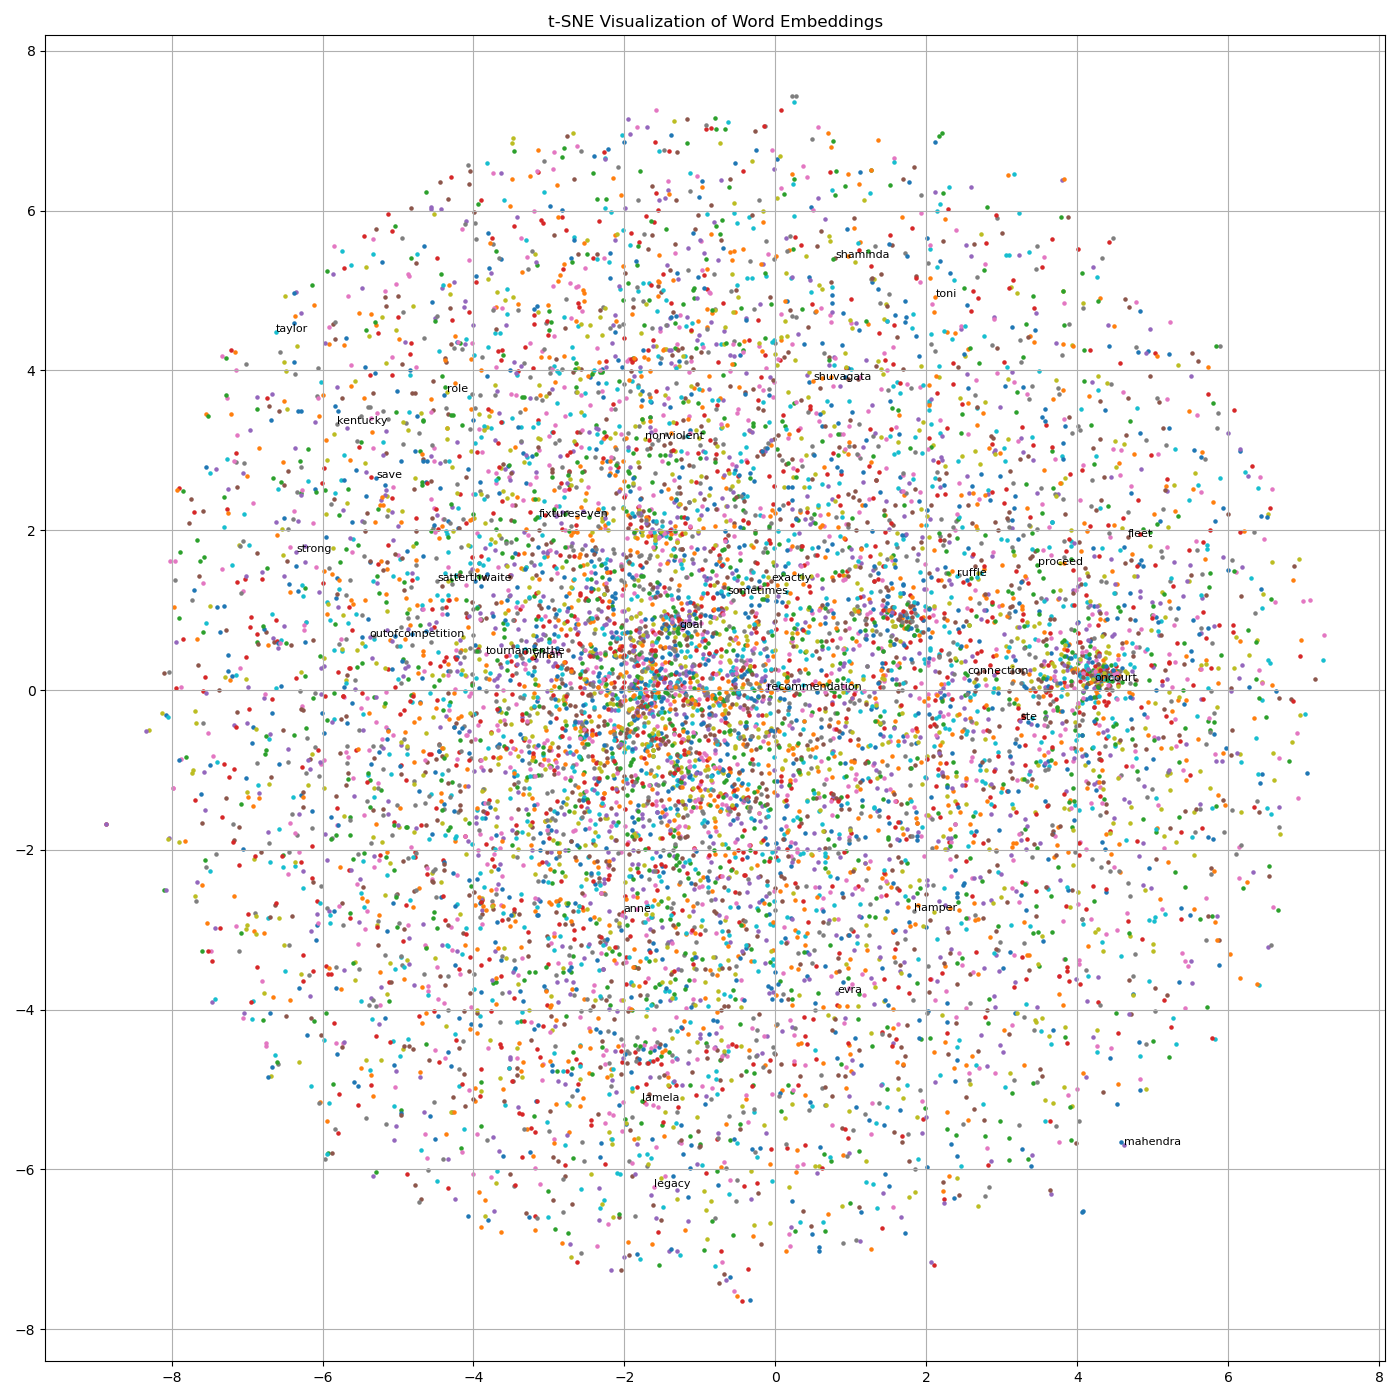 t-SNE Visualization of Word Embeddings
8
6
4
2
0
−2
−4
−6
−8
shaminda
toni
taylor
shuvagata
role
kentucky
nonviolent
save
fixtureseven
fleet
strong
proceed
ruffle
satterthwaite
exactly
sometimes
goal
outofcompetition
tournamenthe
yihan
connection
oncourt
recommendation
ste
anne
hamper
evra
lamela
mahendra
legacy
−8 −6 −4 −2 0 2 4 6 8